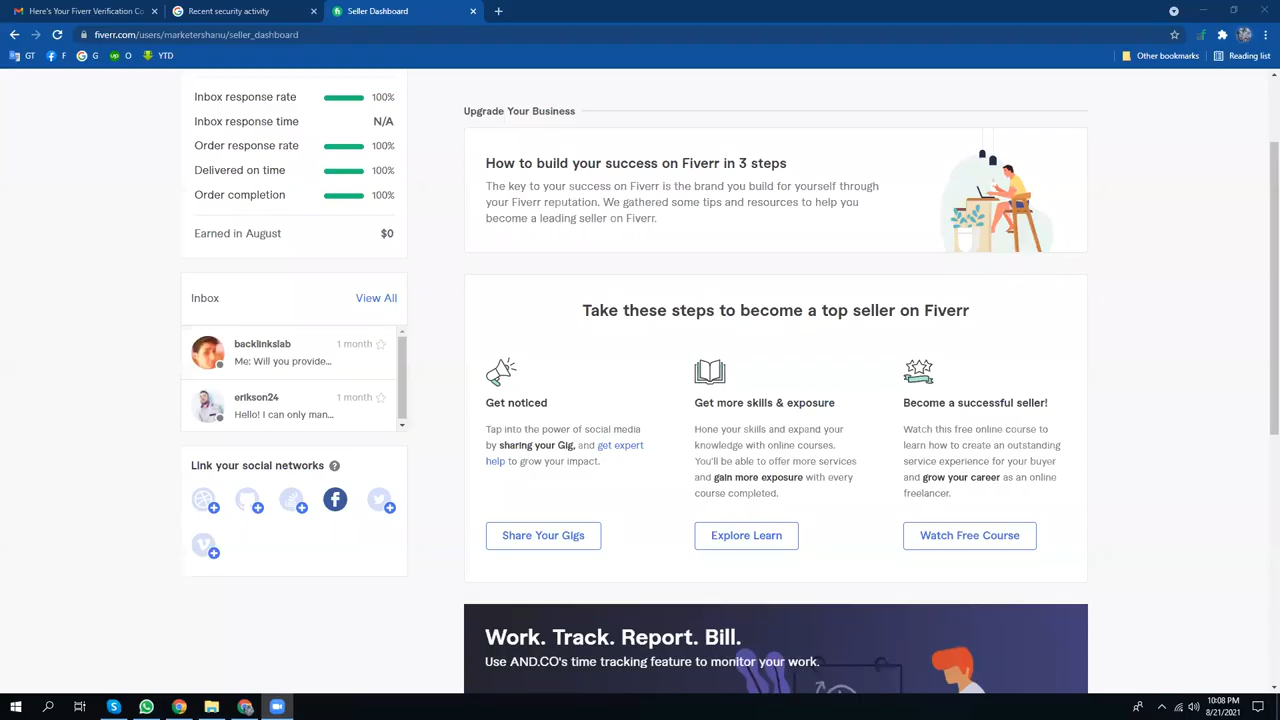 Here's Your Fiverr Verification Co
Recent security activity
Seller Dashboard
fiverr.com/users/marketershanu/seller_dashboard
GT
F
G
O
YTD
Other bookmarks
Reading list
Inbox response rate 100%
Inbox response time N/A
Order response rate 100%
Delivered on time 100%
Order completion 100%
Earned in August $0
Inbox View All
backlinkslab 1 month
Me: Will you provide...
erikson24 1 month
Hello! I can only man...
Link your social networks ?
Upgrade Your Business
How to build your success on Fiverr in 3 steps
The key to your success on Fiverr is the brand you build for yourself through
your Fiverr reputation. We gathered some tips and resources to help you
become a leading seller on Fiverr.
Take these steps to become a top seller on Fiverr
Get noticed
Tap into the power of social media
by sharing your Gig, and get expert
help to grow your impact.
Share Your Gigs
Get more skills & exposure
Hone your skills and expand your
knowledge with online courses.
You'll be able to offer more services
and gain more exposure with every
course completed.
Explore Learn
Become a successful seller!
Watch this free online course to
learn how to create an outstanding
service experience for your buyer
and grow your career as an online
freelancer.
Watch Free Course
Work. Track. Report. Bill.
Use AND.CO's time tracking feature to monitor your work.
10:08 PM
8/21/2021